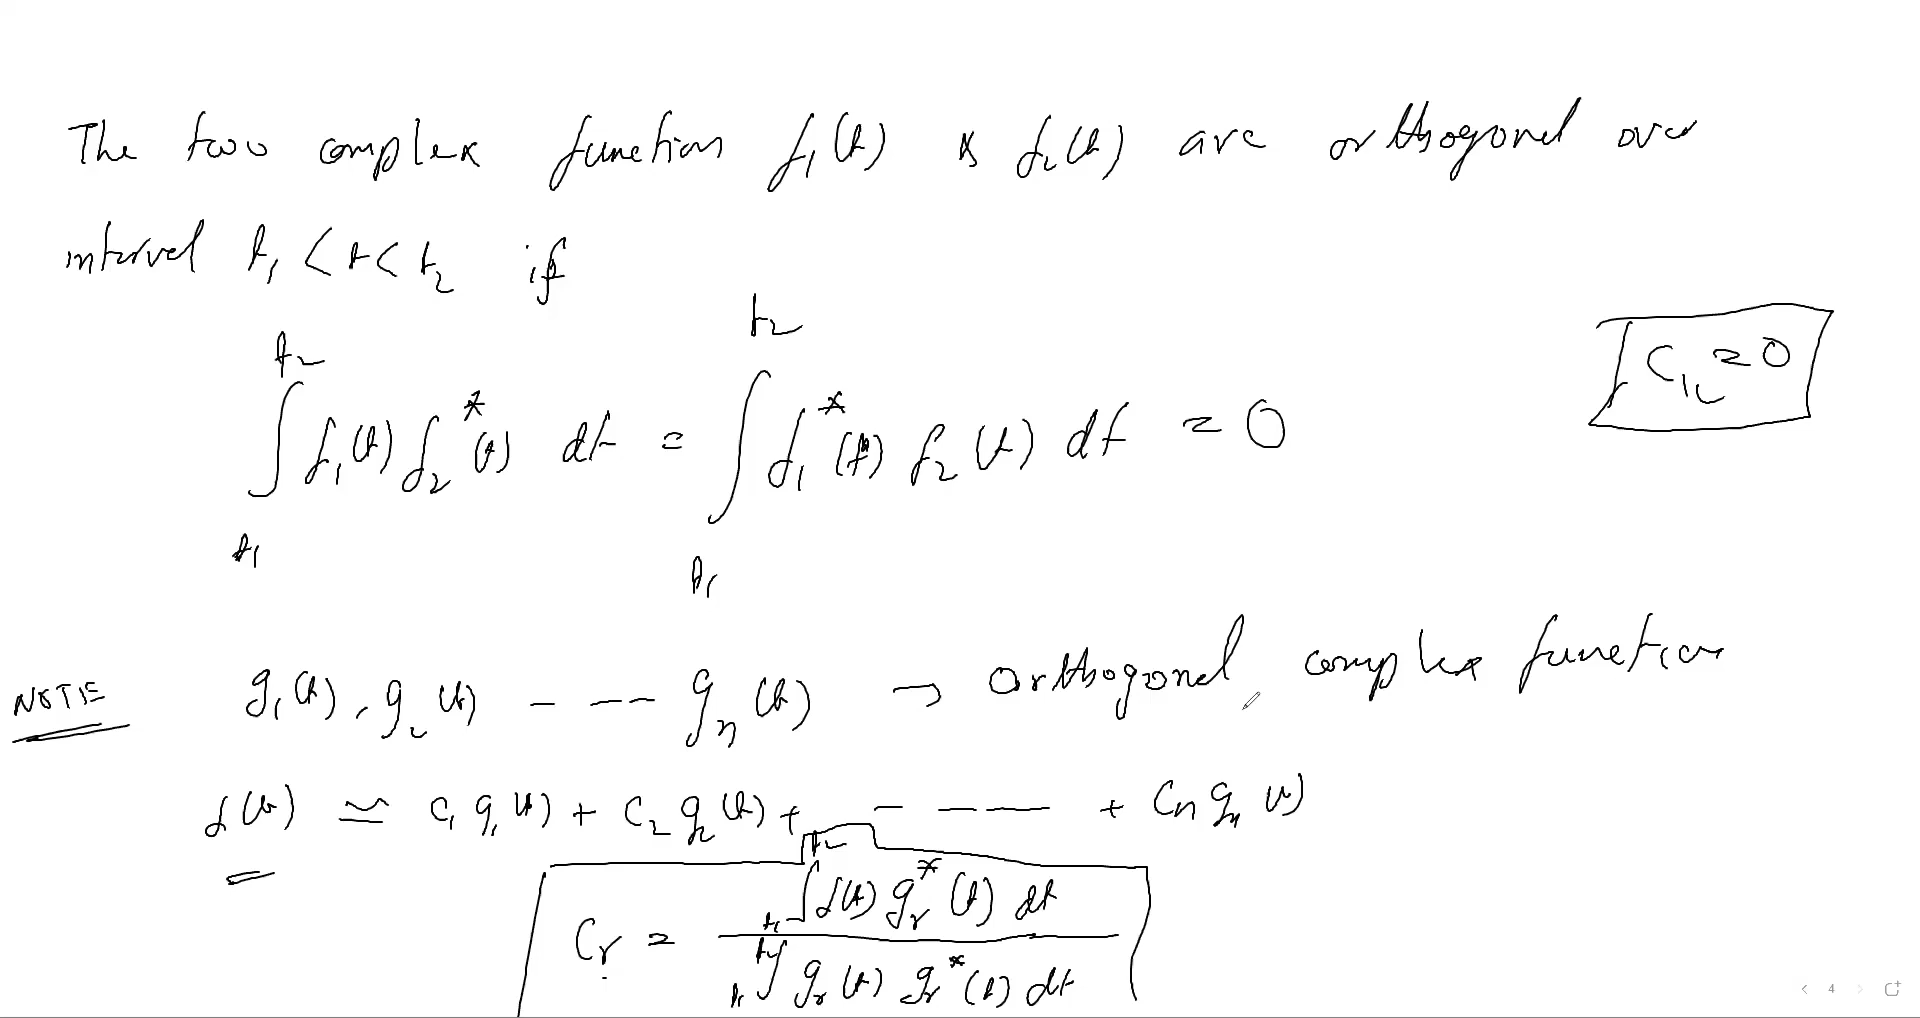 The two complex function f₁(t) & f₂(t) are orthogonal over
interval t₁ < t < t₂ if
∫_{t₁}^{t₂} f₁(t) f₂*(t) dt = ∫_{t₁}^{t₂} f₁*(t) f₂(t) dt = 0
C₁₂ = 0
NOTE g₁(t), g₂(t) - - -- gₙ(t) → orthogonal complex function
f(t) ≃ C₁ g₁(t) + C₂ g₂(t) + - - -- + Cₙ gₙ(t)
Cᵣ = ∫_{t₁}^{t₂} f(t) gᵣ*(t) dt / ∫_{t₁}^{t₂} gᵣ(t) gᵣ*(t) dt
< 4 >